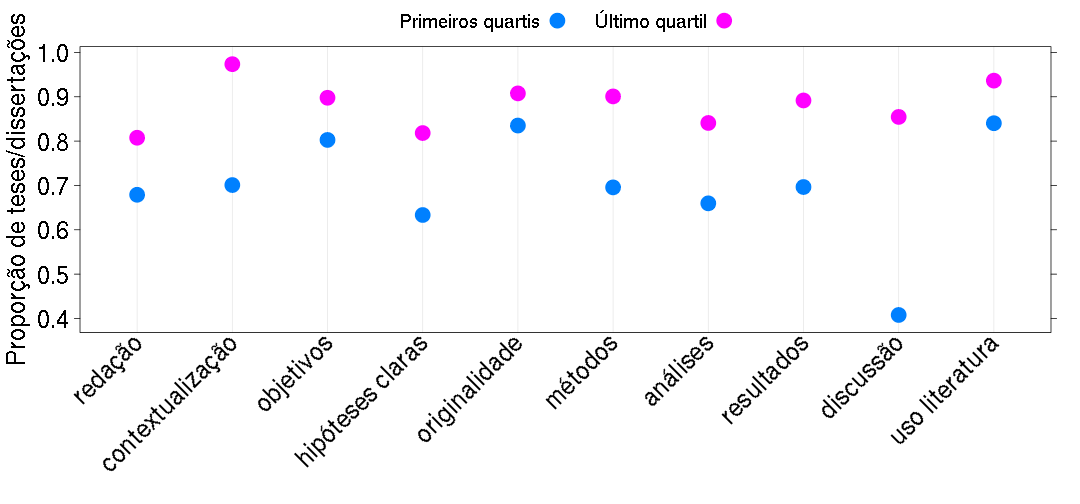 Primeiros quartis
Último quartil
Proporção de teses/dissertações
1.0
0.9
0.8
0.7
0.6
0.5
0.4
redação
contextualização
objetivos
hipóteses claras
originalidade
métodos
análises
resultados
discussão
uso literatura